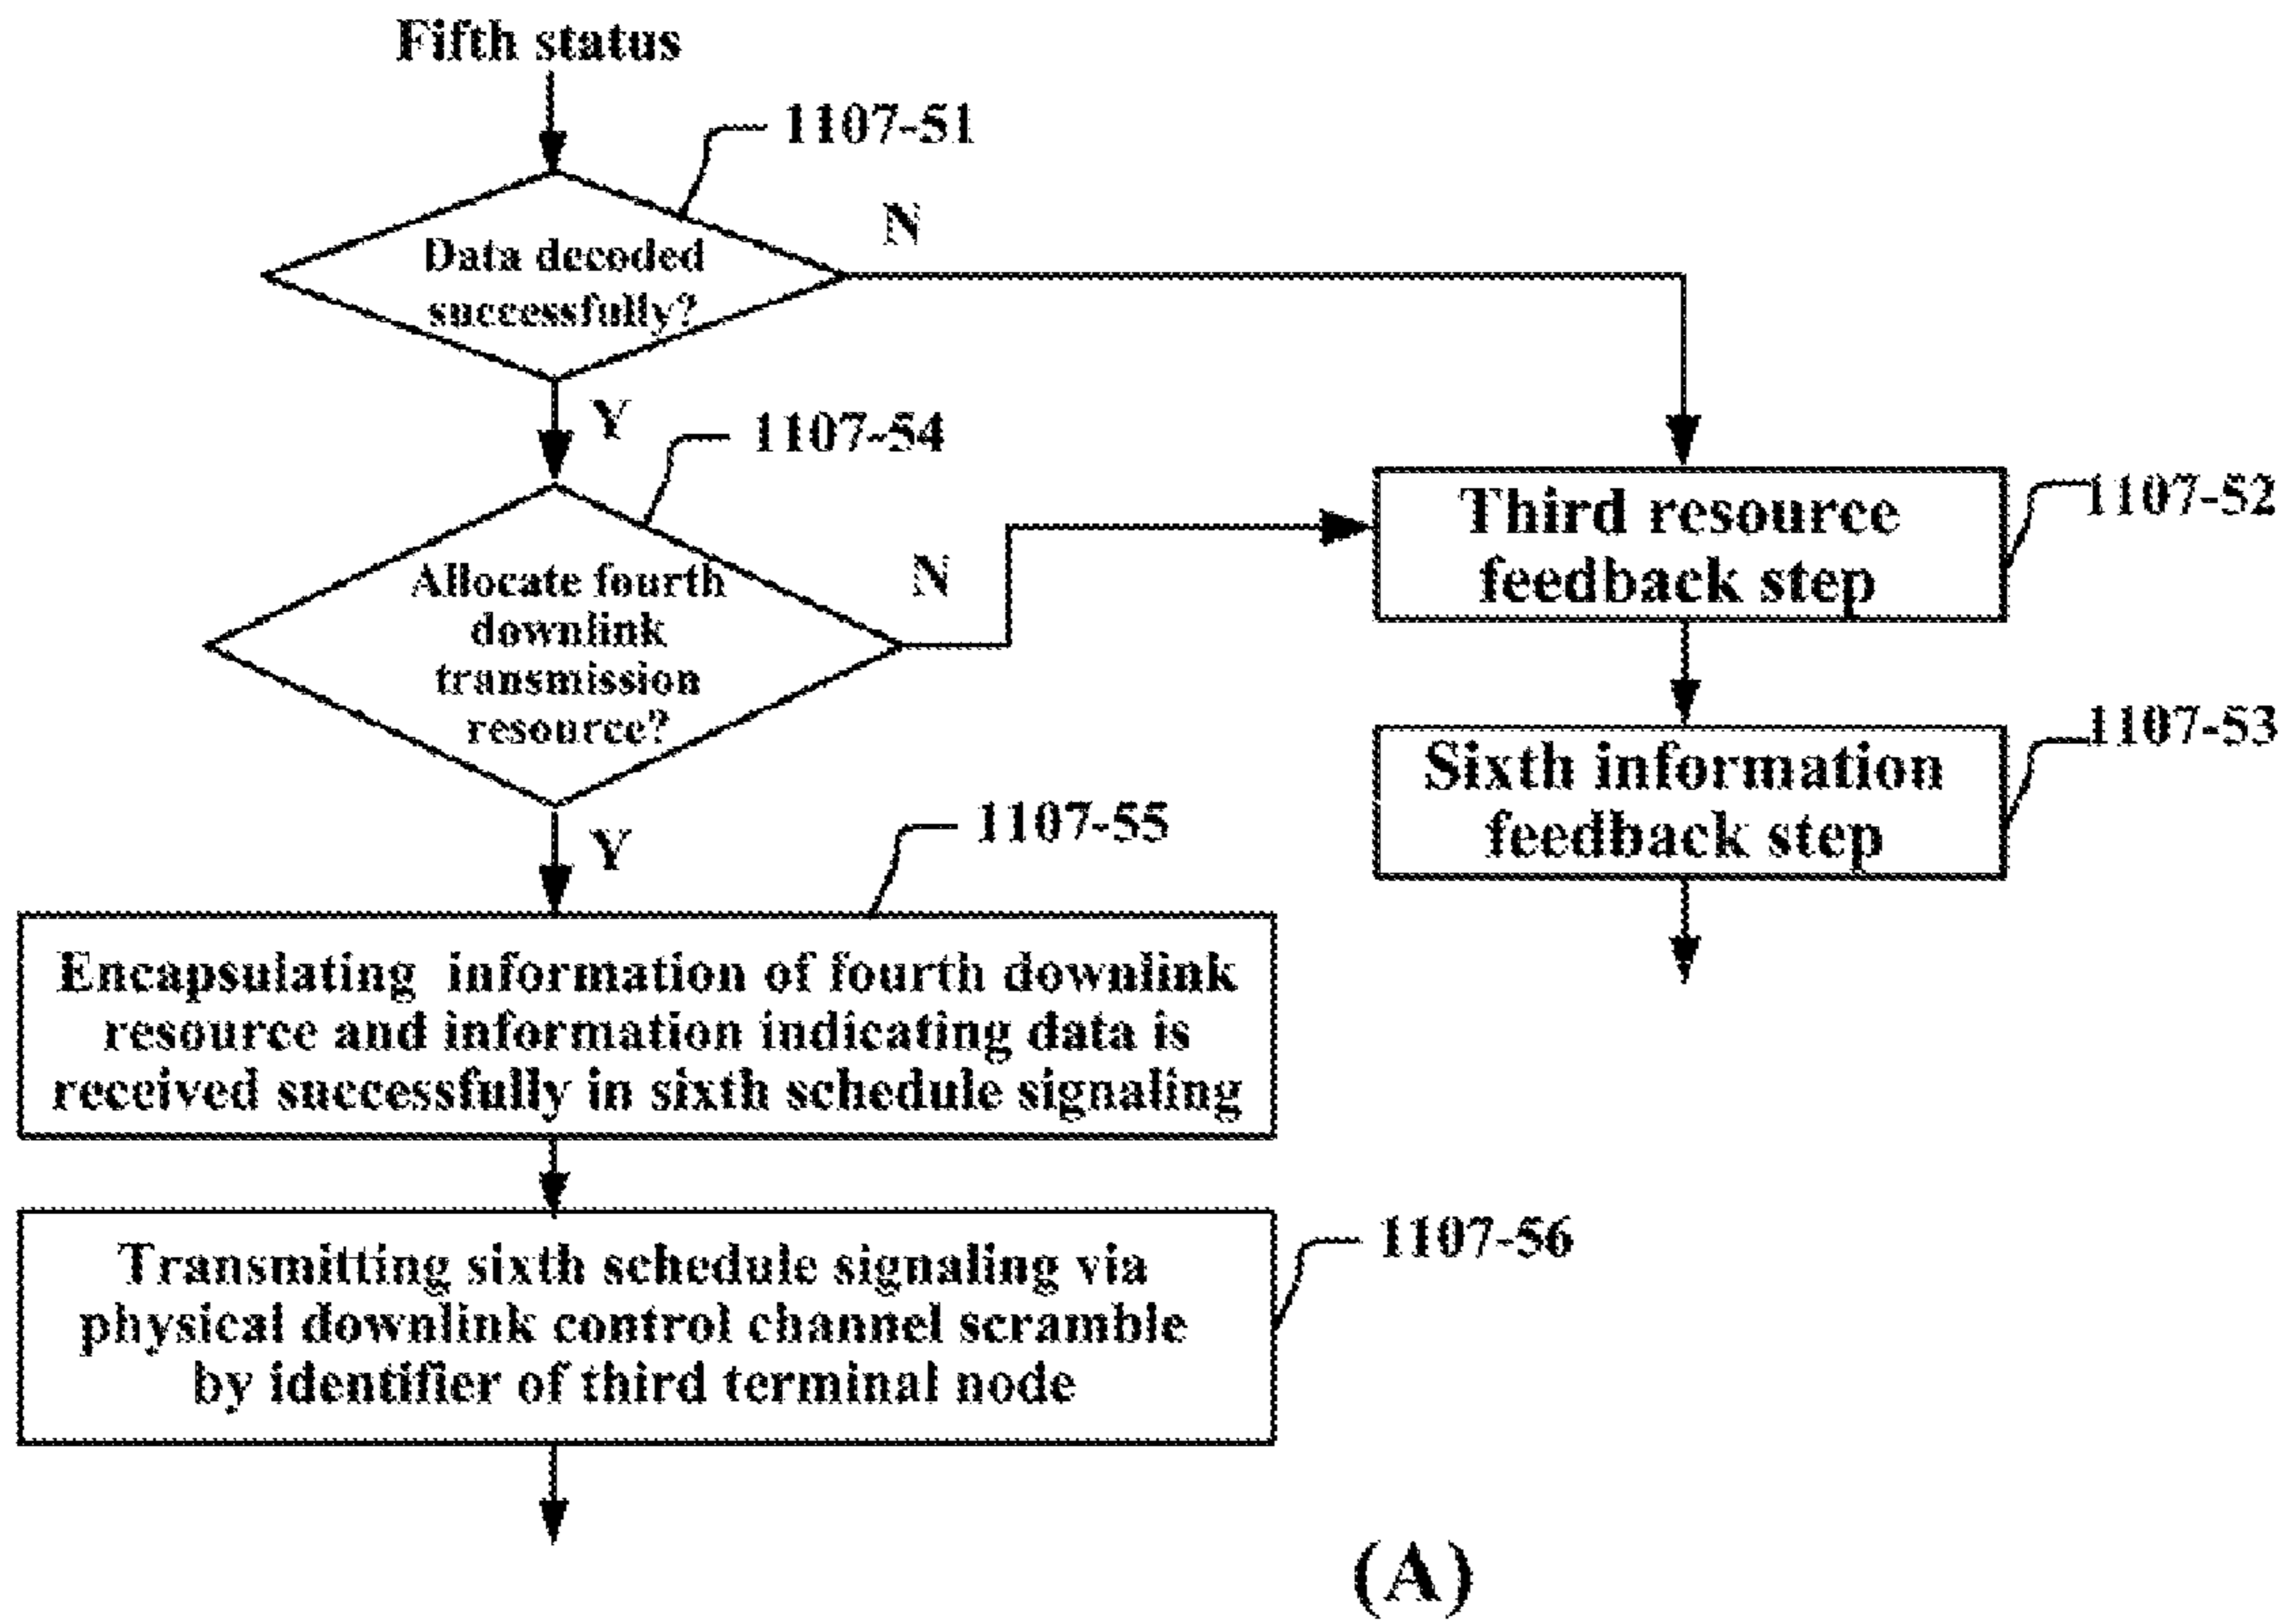 Fifth status
1107-51
N
Data decoded
successfully?
Y
1107-54
1107-52
Third resource
feedback step
N
Allocate fourth
downlink
transmission
resource?
1107-53
Sixth information
feedback step
Y
1107-55
Encapsulating information of fourth downlink
resource and information indicating data is
received successfully in sixth schedule signaling
1107-56
Transmitting sixth schedule signaling via
physical downlink control channel scramble
by identifier of third terminal node
(A)